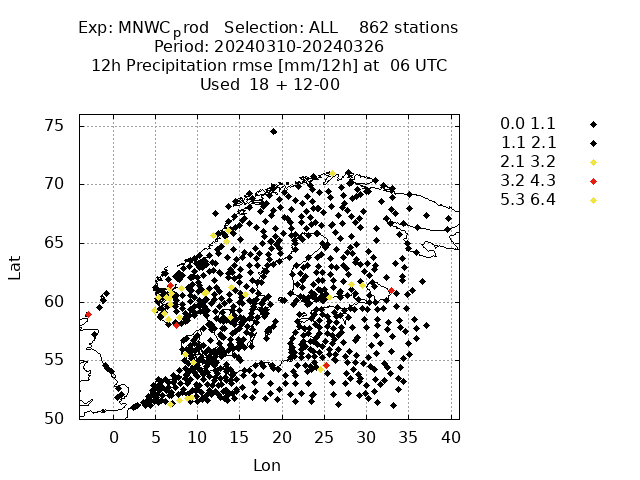 Exp: MNWC_prod Selection: ALL 862 stations
Period: 20240310-20240326
12h Precipitation rmse [mm/12h] at 06 UTC
Used 18 + 12-00
0.0 1.1
1.1 2.1
2.1 3.2
3.2 4.3
5.3 6.4
75
70
65
60
55
50
Lat
0 5 10 15 20 25 30 35 40
Lon